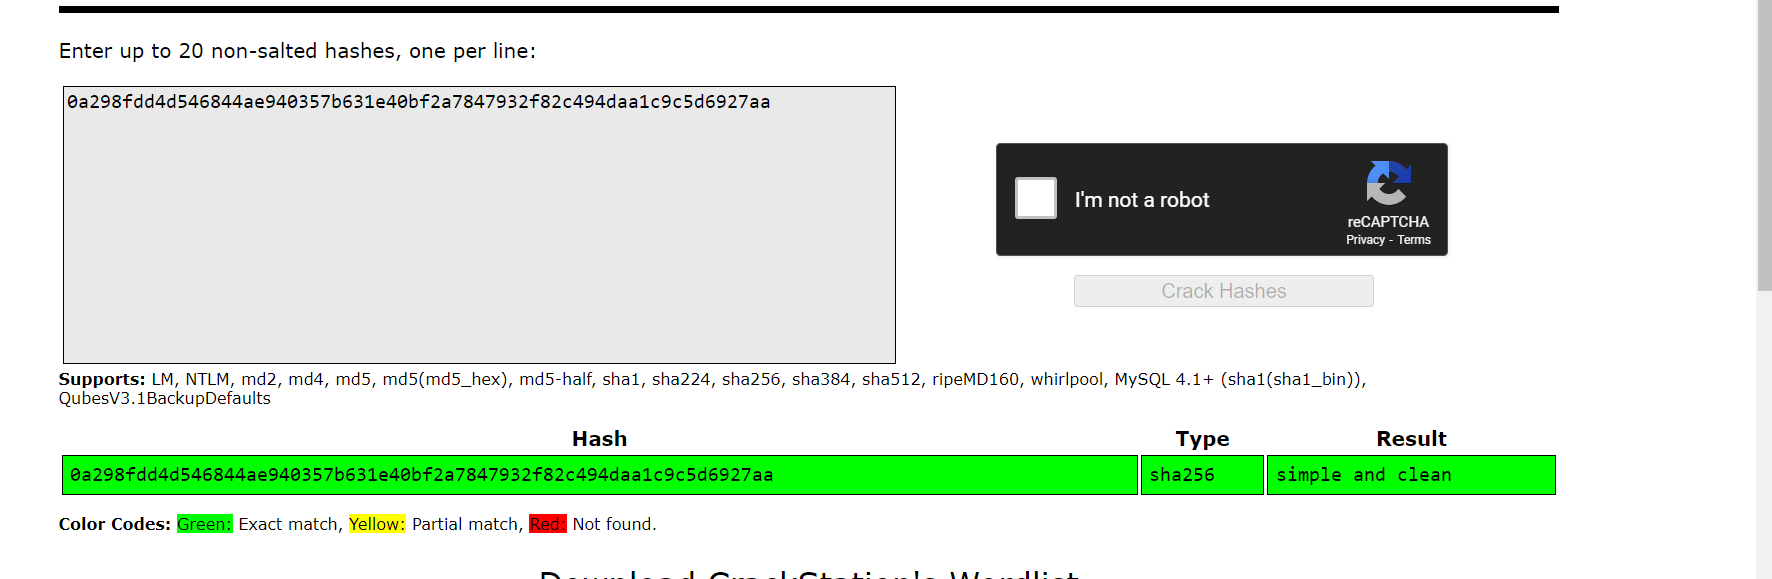 Enter up to 20 non-salted hashes, one per line:
0a298fdd4d546844ae940357b631e40bf2a7847932f82c494daa1c9c5d6927aa
I'm not a robot
reCAPTCHA
Privacy - Terms
Crack Hashes
Supports: LM, NTLM, md2, md4, md5, md5(md5_hex), md5-half, sha1, sha224, sha256, sha384, sha512, ripeMD160, whirlpool, MySQL 4.1+ (sha1(sha1_bin)),
QubesV3.1BackupDefaults
Hash Type Result
0a298fdd4d546844ae940357b631e40bf2a7847932f82c494daa1c9c5d6927aa sha256 simple and clean
Color Codes: Green: Exact match, Yellow: Partial match, Red: Not found.
Download CrackStation's Wordlist